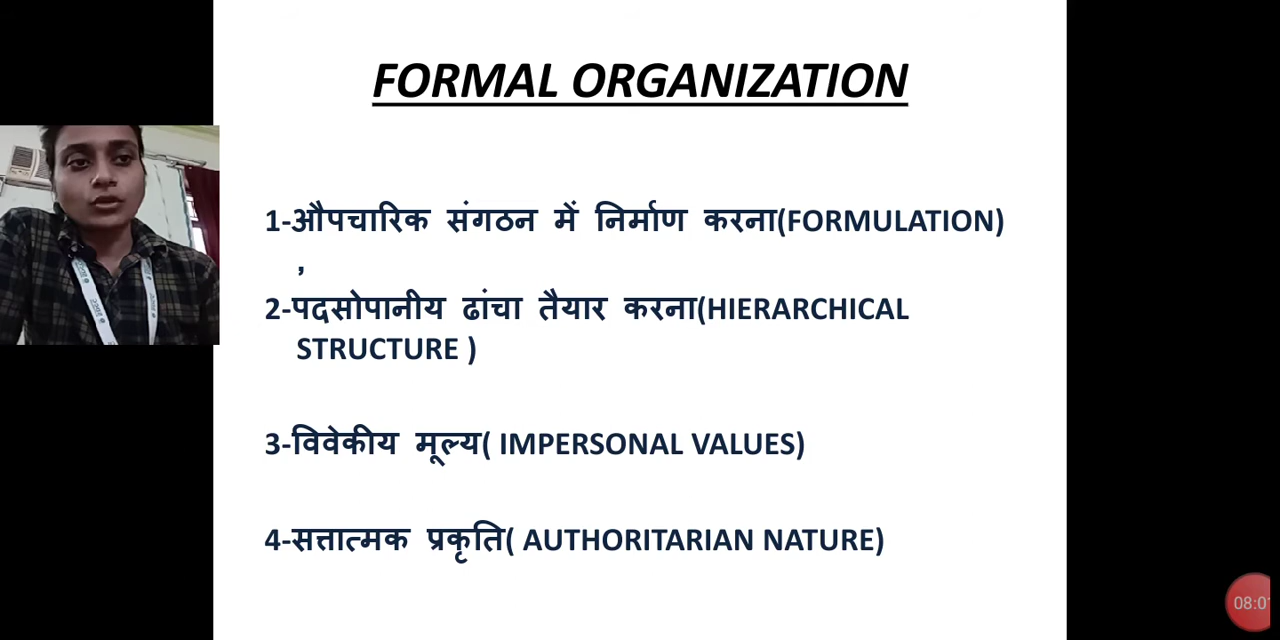 FORMAL ORGANIZATION
1-औपचारिक संगठन में निर्माण करना(FORMULATION)
,
2-पदसोपानीय ढांचा तैयार करना(HIERARCHICAL
STRUCTURE )
3-विवेकीय मूल्य( IMPERSONAL VALUES)
4-सत्तात्मक प्रकृति( AUTHORITARIAN NATURE)